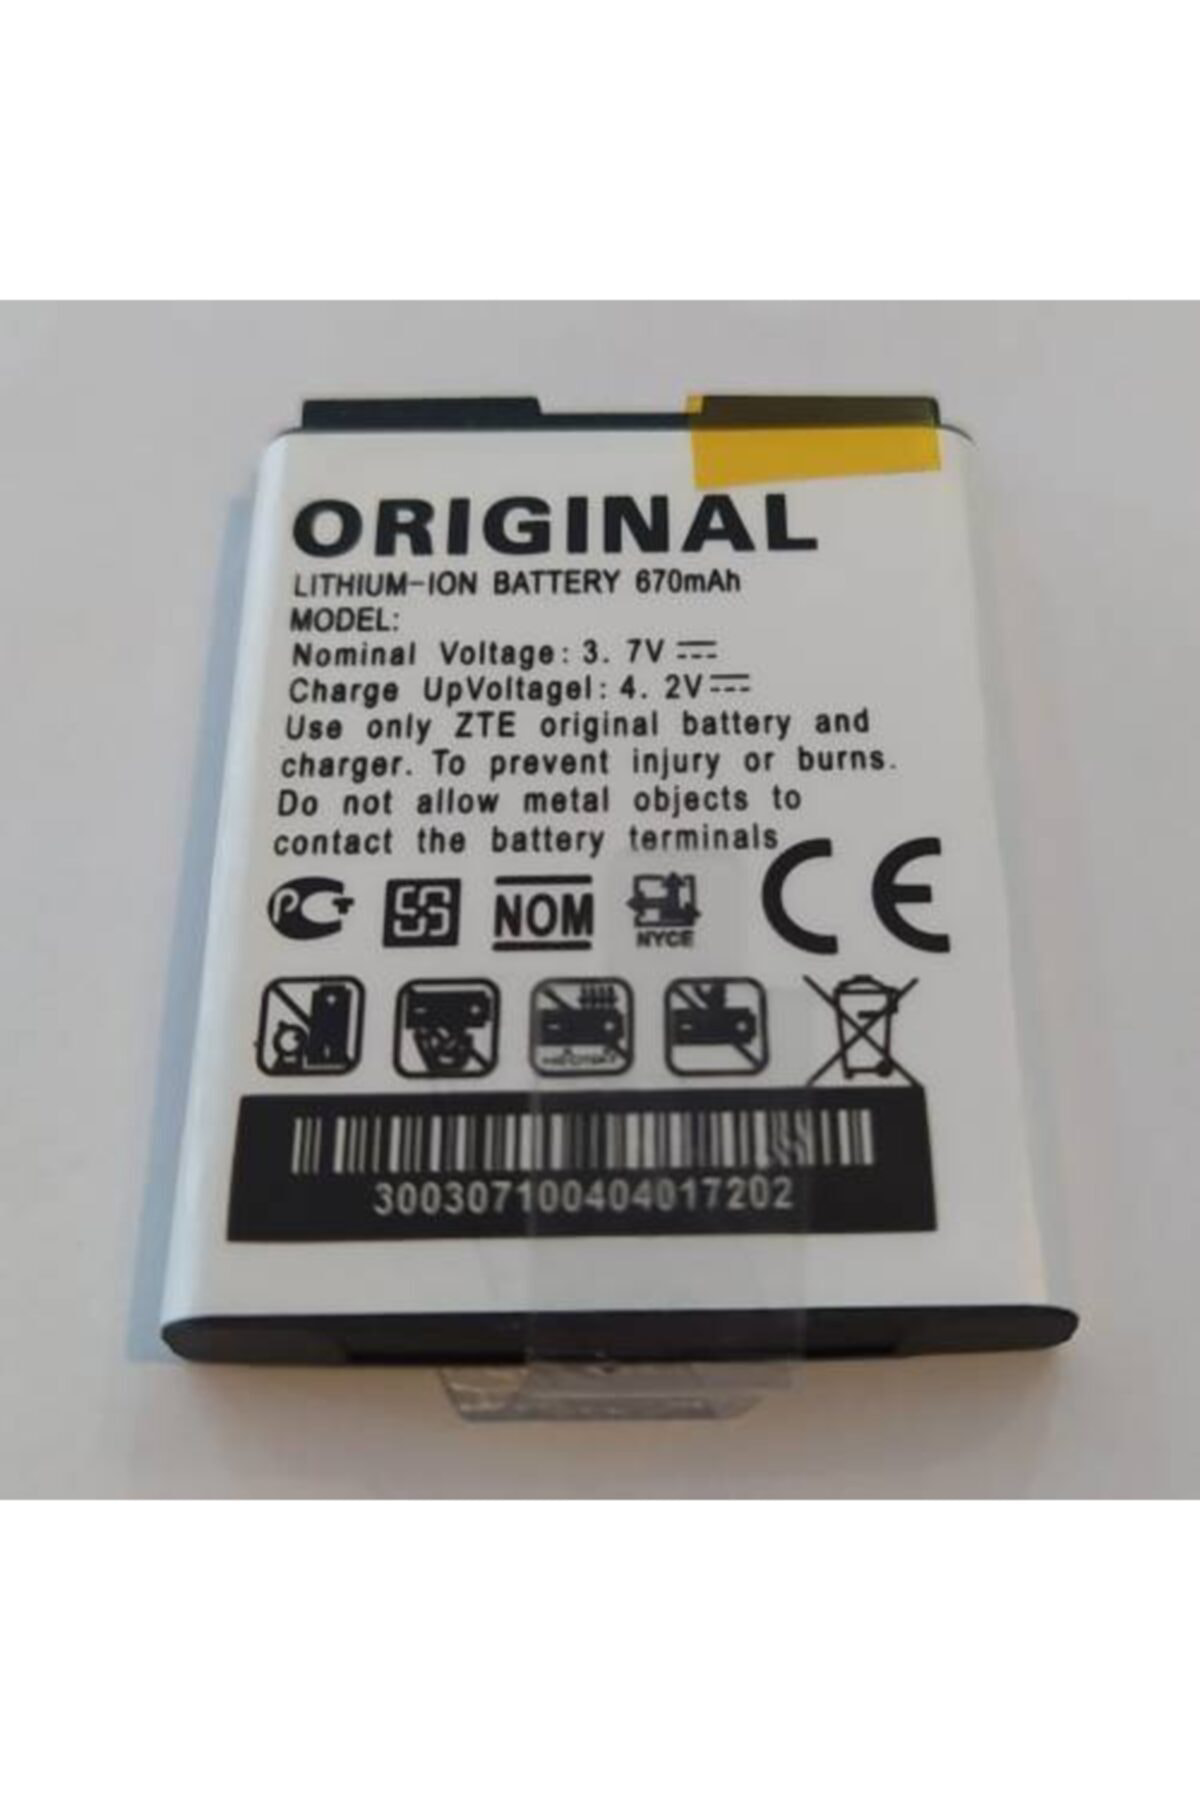 ORIGINAL
LITHIUM-ION BATTERY 670mAh
MODEL:
Nominal Voltage: 3. 7V
Charge UpVoltagel: 4. 2V
Use only ZTE original battery and
charger. To prevent injury or burns.
Do not allow metal objects to
contact the battery terminals
PCT SS NOM NYCE CE
300307100404017202